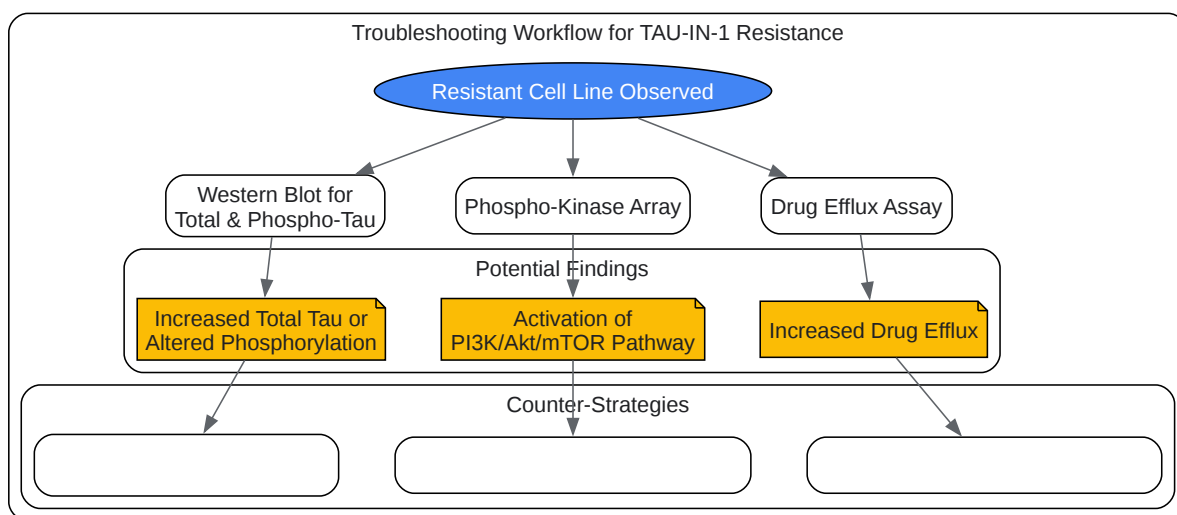 Troubleshooting Workflow for TAU-IN-1 Resistance
Resistant Cell Line Observed
Western Blot for
Total & Phospho-Tau
Phospho-Kinase Array
Drug Efflux Assay
Potential Findings
Increased Total Tau or
Altered Phosphorylation
Activation of
PI3K/Akt/mTOR Pathway
Increased Drug Efflux
Counter-Strategies